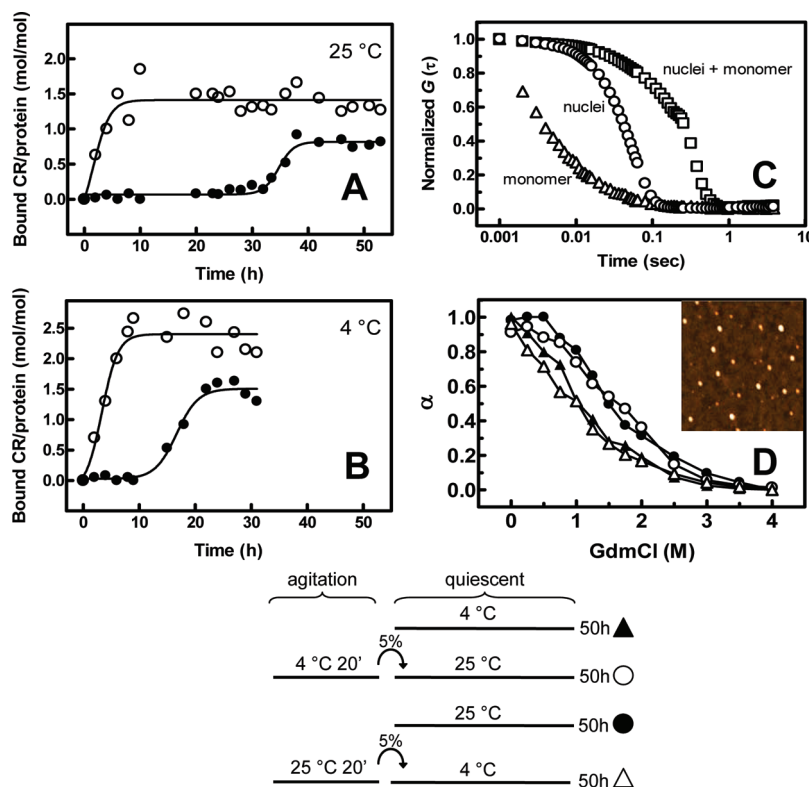 25 °C
Bound CR/protein (mol/mol)
2.0
1.5
1.0
0.5
0.0
A
0 10 20 30 40 50
Time (h)
4 °C
Bound CR/protein (mol/mol)
2.5
2.0
1.5
1.0
0.5
0.0
B
0 10 20 30 40 50
Time (h)
Normalized G (τ)
1.0
0.8
0.6
0.4
0.2
0.0
nuclei + monomer
nuclei
monomer
C
0.001 0.01 0.1 1 10
Time (sec)
α
1.0
0.8
0.6
0.4
0.2
0.0
D
0 1 2 3 4
GdmCl (M)
agitation quiescent
4 °C
50h
5%
4 °C 20’ 25 °C
50h
25 °C
50h
5%
25 °C 20’ 4 °C
50h